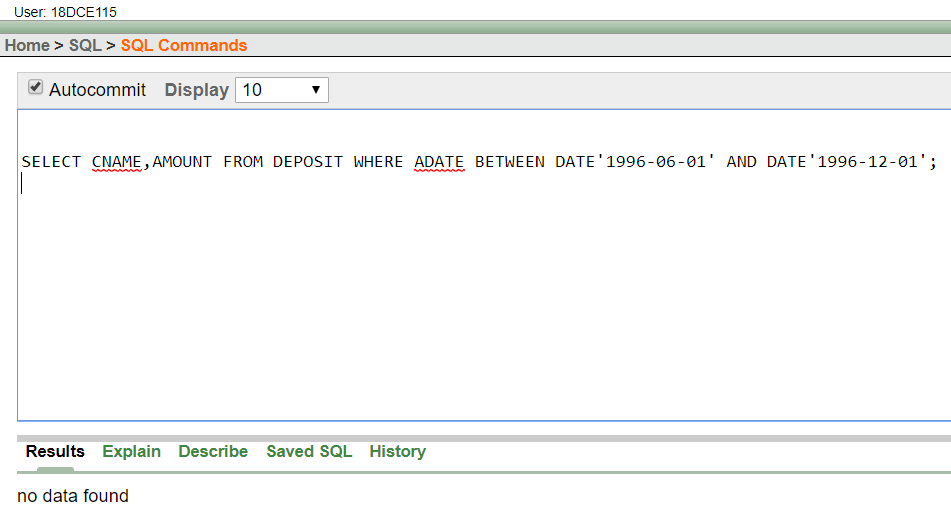 User: 18DCE115
Home > SQL > SQL Commands
Autocommit Display 10
SELECT CNAME,AMOUNT FROM DEPOSIT WHERE ADATE BETWEEN DATE'1996-06-01' AND DATE'1996-12-01';
Results Explain Describe Saved SQL History
no data found